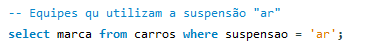 -- Equipes qu utilizam a suspensão "ar"
select marca from carros where suspensao = 'ar';